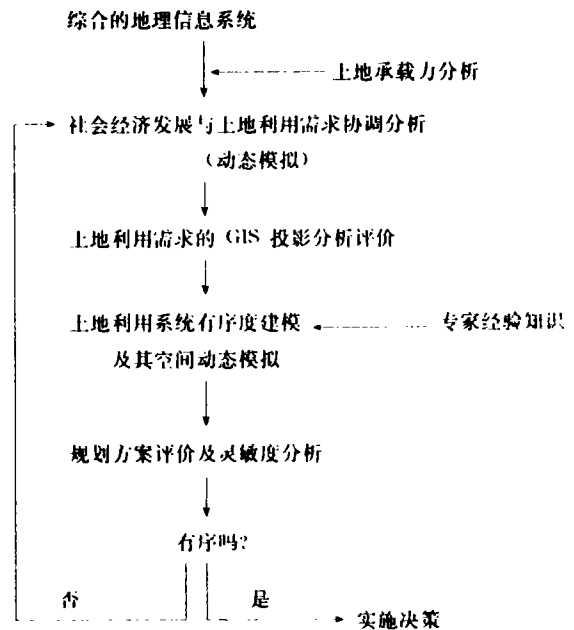 综合的地理信息系统
土地承载力分析
社会经济发展与土地利用需求协调分析
(动态模拟)
土地利用需求的 GIS 投影分析评价
土地利用系统有序度建模
专家经验知识
及其空间动态模拟
规划方案评价及灵敏度分析
有序吗?
否
是
实施决策